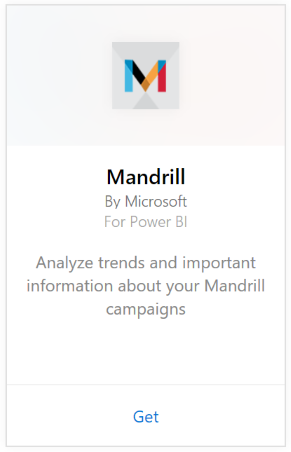 Mandrill
By Microsoft
For Power BI
Analyze trends and important
information about your Mandrill
campaigns
Get